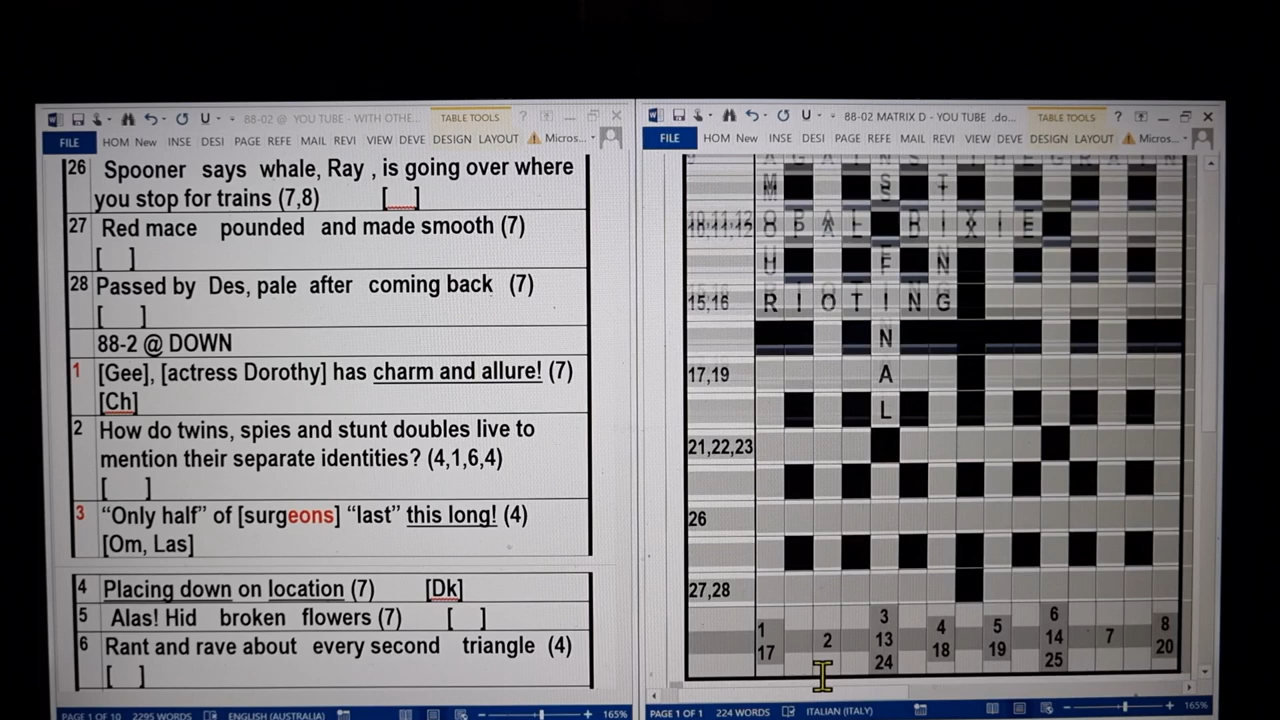 88-02 @ YOU TUBE - WITH OTHE... TABLE TOOLS ?
FILE HOM New INSE DESI PAGE REFE MAIL REVI VIEW DEVE DESIGN LAYOUT Micros...
26 Spooner says whale, Ray , is going over where
you stop for trains (7,8) [ ]
27 Red mace pounded and made smooth (7)
[ ]
28 Passed by Des, pale after coming back (7)
[ ]
88-2 @ DOWN
1 [Gee], [actress Dorothy] has charm and allure! (7)
[Ch]
2 How do twins, spies and stunt doubles live to
mention their separate identities? (4,1,6,4)
[ ]
3 “Only half” of [surgeons] “last” this long! (4)
[Om, Las]
4 Placing down on location (7) [Dk]
5 Alas! Hid broken flowers (7) [ ]
6 Rant and rave about every second triangle (4)
[ ]
PAGE 1 OF 10 2295 WORDS ENGLISH (AUSTRALIA) 165%
88-02 MATRIX D - YOU TUBE .do... TABLE TOOLS ?
FILE HOM New INSE DESI PAGE REFE MAIL REVI VIEW DEVE DESIGN LAYOUT Micros...
A G A I N S T T H E G R A I N
M S T
O P A L B I X I E
U F N
15,16 R I O T I N G
N
17,19 A
L
21,22,23
26
27,28
1 2 3 4 5 6 7 8
17 13 18 19 14 20
24 25
PAGE 1 OF 1 224 WORDS ITALIAN (ITALY) 165%